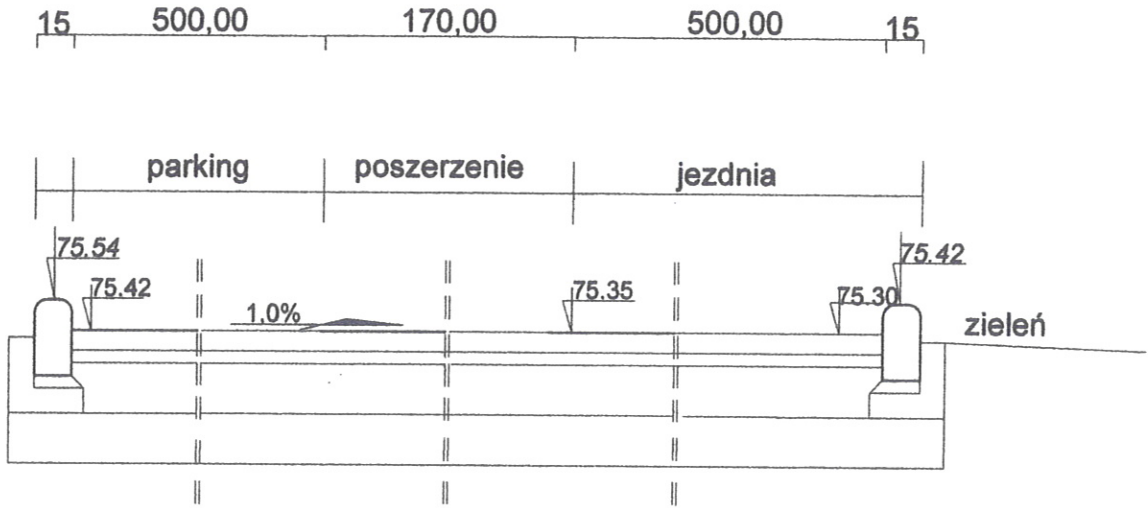 15 500,00 170,00 500,00 15
parking poszerzenie jezdnia
75.54 75.42
75.42 1,0% 75.35 75.30
zieleń